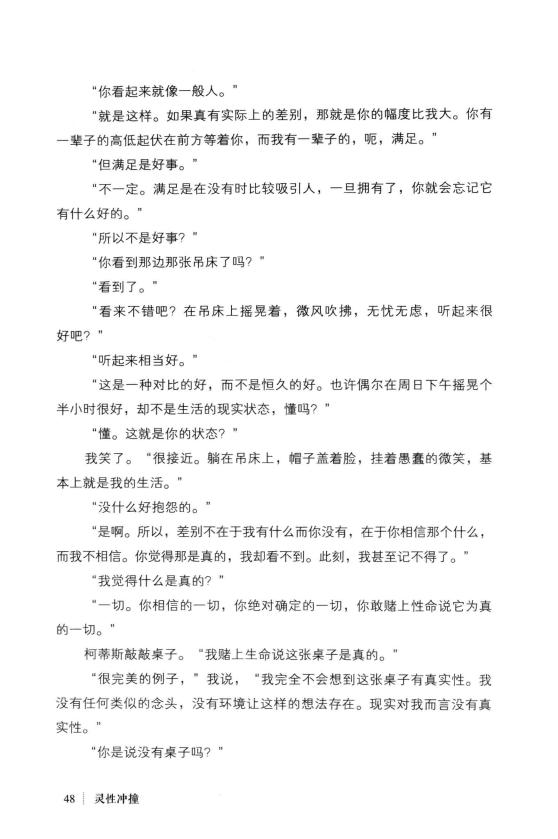 “你看起来就像一般人。”
“就是这样。如果真有实际上的差别，那就是你的幅度比我大。你有
一辈子的高低起伏在前方等着你，而我有一辈子的，呃，满足。”
“但满足是好事。”
“不一定。满足是在没有时比较吸引人，一旦拥有了，你就会忘记它
有什么好的。”
“所以不是好事？”
“你看到那边那张吊床了吗？”
“看到了。”
“看来不错吧？在吊床上摇晃着，微风吹拂，无忧无虑，听起来很
好吧？”
“听起来相当好。”
“这是一种对比的好，而不是恒久的好。也许偶尔在周日下午摇晃个
半小时很好，却不是生活的现实状态，懂吗？”
“懂。这就是你的状态？”
我笑了。“很接近。躺在吊床上，帽子盖着脸，挂着愚蠢的微笑，基
本上就是我的生活。”
“没什么好抱怨的。”
“是啊。所以，差别不在于我有什么而你没有，在于你相信那个什么，
而我不相信。你觉得那是真的，我却看不到。此刻，我甚至记不得了。”
“我觉得什么是真的？”
“一切。你相信的一切，你绝对确定的一切，你敢赌上性命说它为真
的一切。”
柯蒂斯敲敲桌子。“我赌上生命说这张桌子是真的。”
“很完美的例子，”我说，“我完全不会想到这张桌子有真实性。我
没有任何类似的念头，没有环境让这样的想法存在。现实对我而言没有真
实性。”
“你是说没有桌子吗？”
48 灵性冲撞